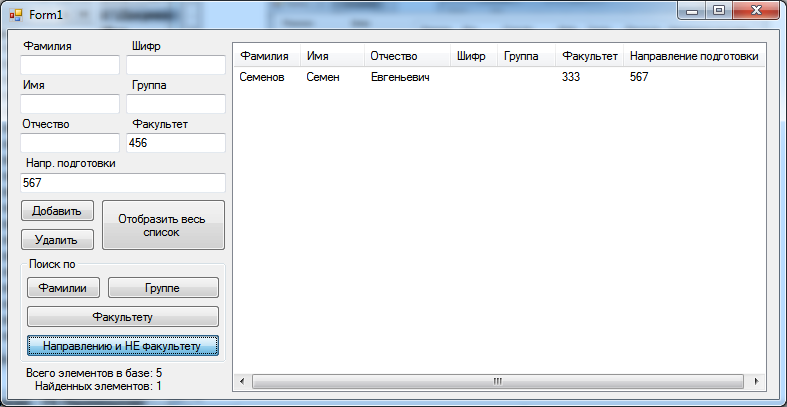 Form1
Фамилия Шифр
Имя Группа
Отчество Факультет
456
Напр. подготовки
567
Добавить
Удалить
Отобразить весь
список
Поиск по
Фамилии Группе
Факультету
Направлению и НЕ факультету
Всего элементов в базе: 5
Найденных элементов: 1
Фамилия Имя Отчество Шифр Группа Факультет Направление подготовки
Семенов Семен Евгеньевич 333 567